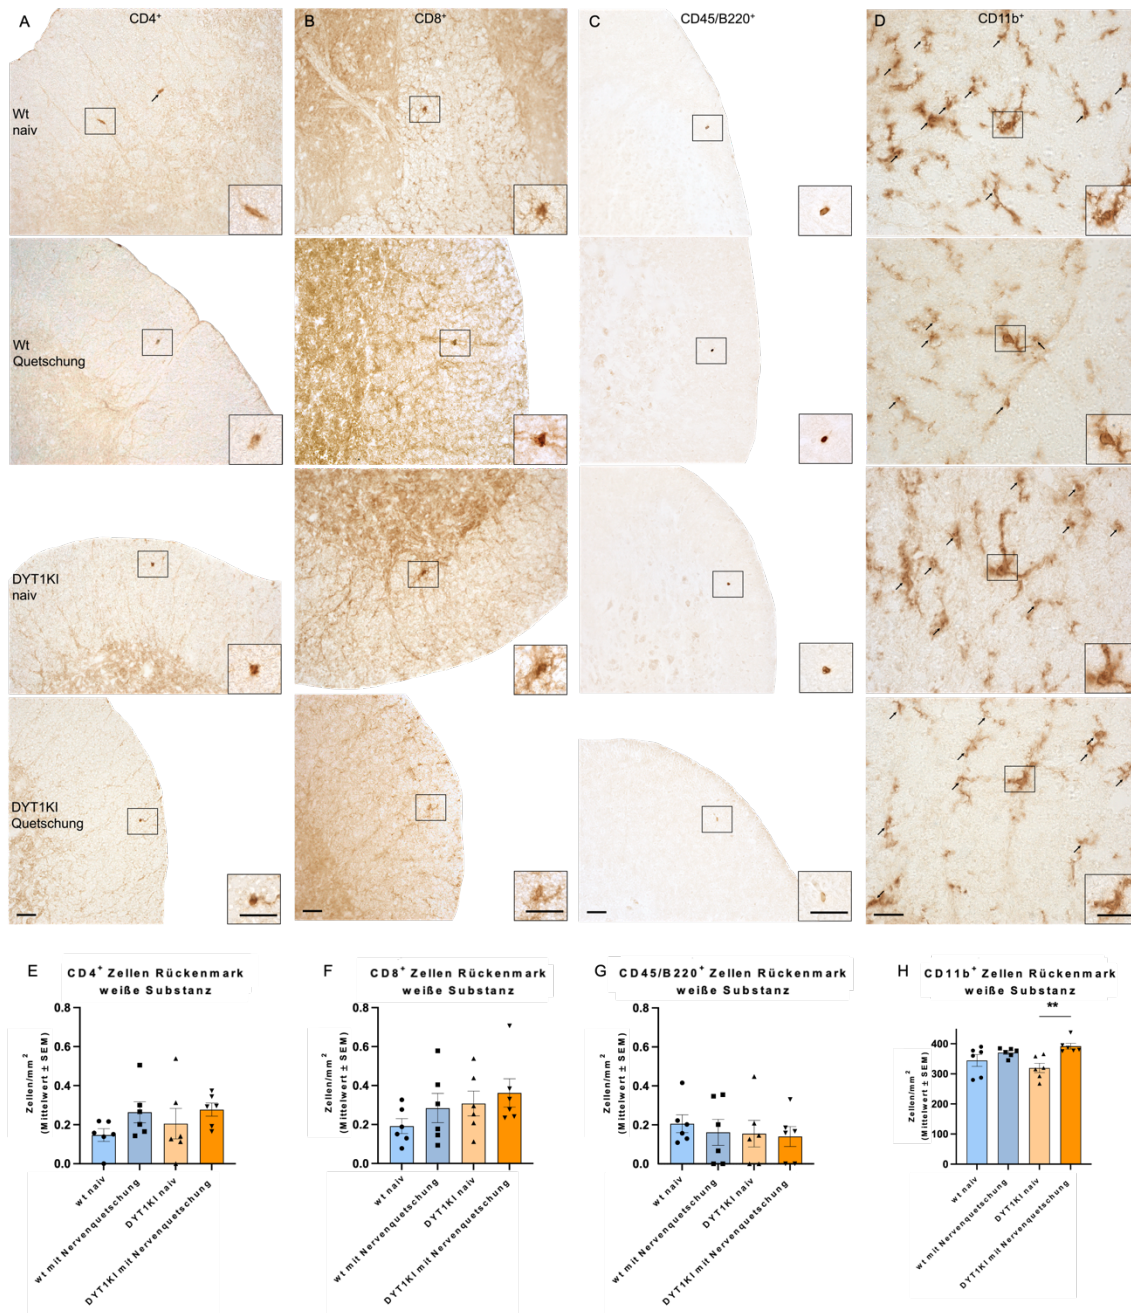 A CD4⁺
B CD8⁺
C CD45/B220⁺
D CD11b⁺
Wt
naiv
Wt
Quetschung
DYT1KI
naiv
DYT1KI
Quetschung
E CD4⁺ Zellen Rückenmark
weiße Substanz
Zellen/mm²
(Mittelwert ± SEM)
0.8
0.6
0.4
0.2
0.0
wt naiv
wt mit Nervenquetschung
DYT1KI naiv
DYT1KI mit Nervenquetschung
F CD8⁺ Zellen Rückenmark
weiße Substanz
Zellen/mm²
(Mittelwert ± SEM)
0.8
0.6
0.4
0.2
0.0
wt naiv
wt mit Nervenquetschung
DYT1KI naiv
DYT1KI mit Nervenquetschung
G CD45/B220⁺ Zellen Rückenmark
weiße Substanz
Zellen/mm²
(Mittelwert ± SEM)
0.8
0.6
0.4
0.2
0.0
wt naiv
wt mit Nervenquetschung
DYT1KI naiv
DYT1KI mit Nervenquetschung
H CD11b⁺ Zellen Rückenmark
weiße Substanz
Zellen/mm²
(Mittelwert ± SEM)
**
400
300
200
100
0
wt naiv
wt mit Nervenquetschung
DYT1KI naiv
DYT1KI mit Nervenquetschung